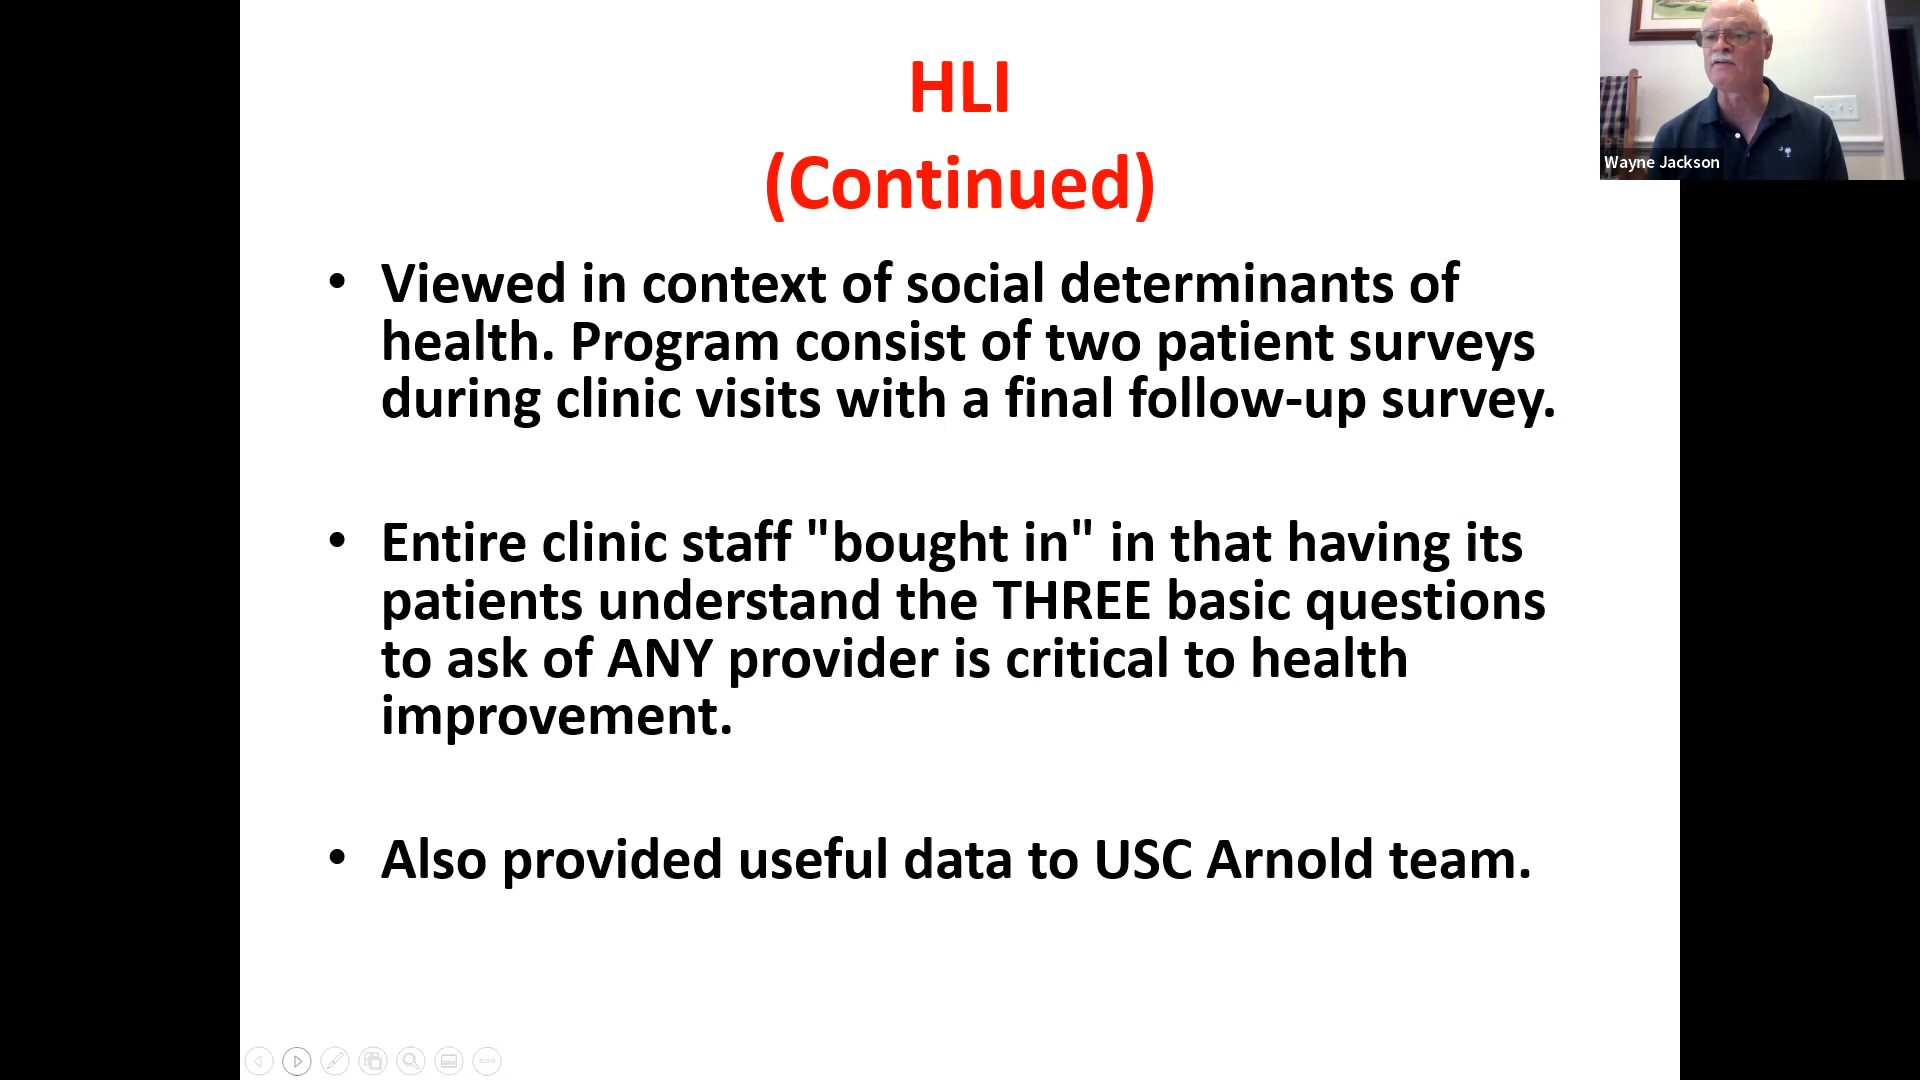 HLI
(Continued)
Wayne Jackson
• Viewed in context of social determinants of
health. Program consist of two patient surveys
during clinic visits with a final follow-up survey.
• Entire clinic staff "bought in" in that having its
patients understand the THREE basic questions
to ask of ANY provider is critical to health
improvement.
• Also provided useful data to USC Arnold team.